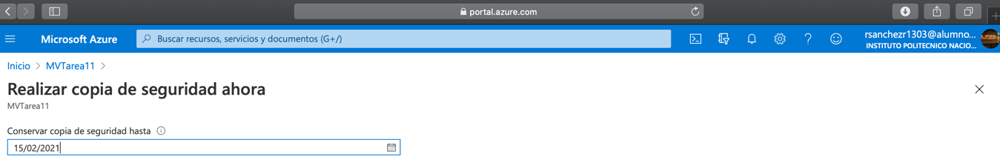 portal.azure.com
Microsoft Azure
Buscar recursos, servicios y documentos (G+/)
rsanchezr1303@alumno...
INSTITUTO POLITECNICO NACIO...
Inicio > MVTarea11 >
Realizar copia de seguridad ahora
MVTarea11
Conservar copia de seguridad hasta
15/02/2021